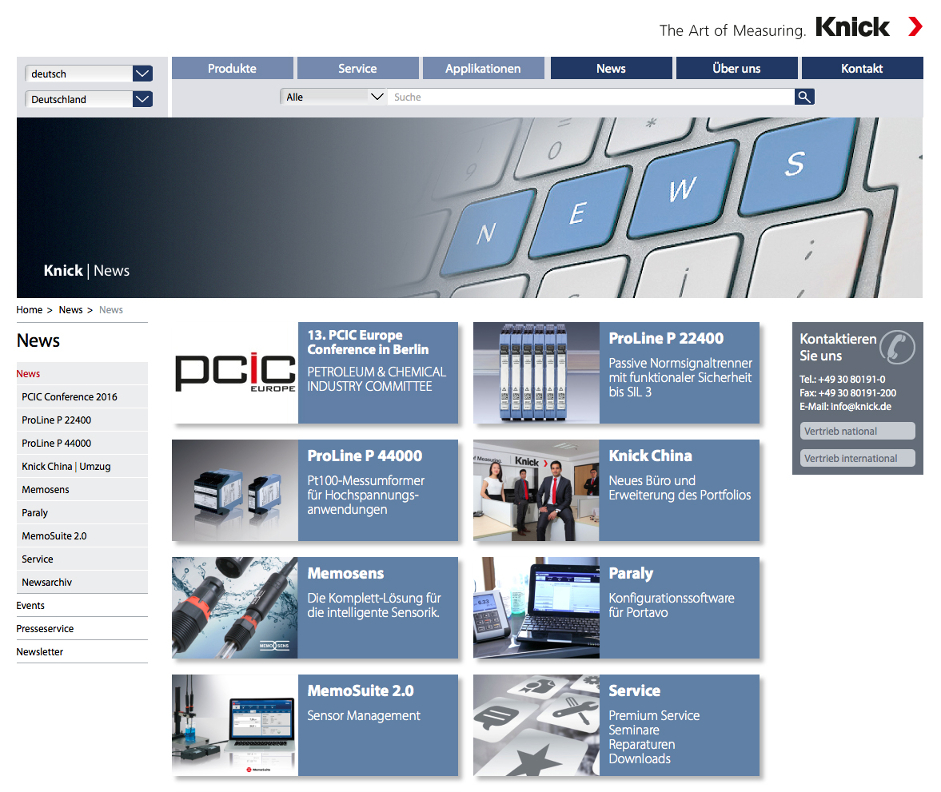 The Art of Measuring. Knick
deutsch
Deutschland
Produkte
Service
Applikationen
News
Über uns
Kontakt
Alle
Suche
N E W S
Knick | News
Home > News > News
News
News
PCIC Conference 2016
ProLine P 22400
ProLine P 44000
Knick China | Umzug
Memosens
Paraly
MemoSuite 2.0
Service
Newsarchiv
Events
Presseservice
Newsletter
pcic
EUROPE
13. PCIC Europe
Conference in Berlin
PETROLEUM & CHEMICAL
INDUSTRY COMMITTEE
ProLine P 22400
Passive Normsignaltrenner
mit funktionaler Sicherheit
bis SIL 3
ProLine P 44000
Pt100-Messumformer
für Hochspannungs-
anwendungen
of Measuring. Knick
Knick China
Neues Büro und
Erweiterung des Portfolios
MEMOSENS
Memosens
Die Komplett-Lösung für
die intelligente Sensorik.
Paraly
Konfigurationssoftware
für Portavo
MemoSuite
MemoSuite 2.0
Sensor Management
Service
Premium Service
Seminare
Reparaturen
Downloads
Kontaktieren
Sie uns
Tel.: +49 30 80191-0
Fax: +49 30 80191-200
E-Mail: Info@knick.de
Vertrieb national
Vertrieb international